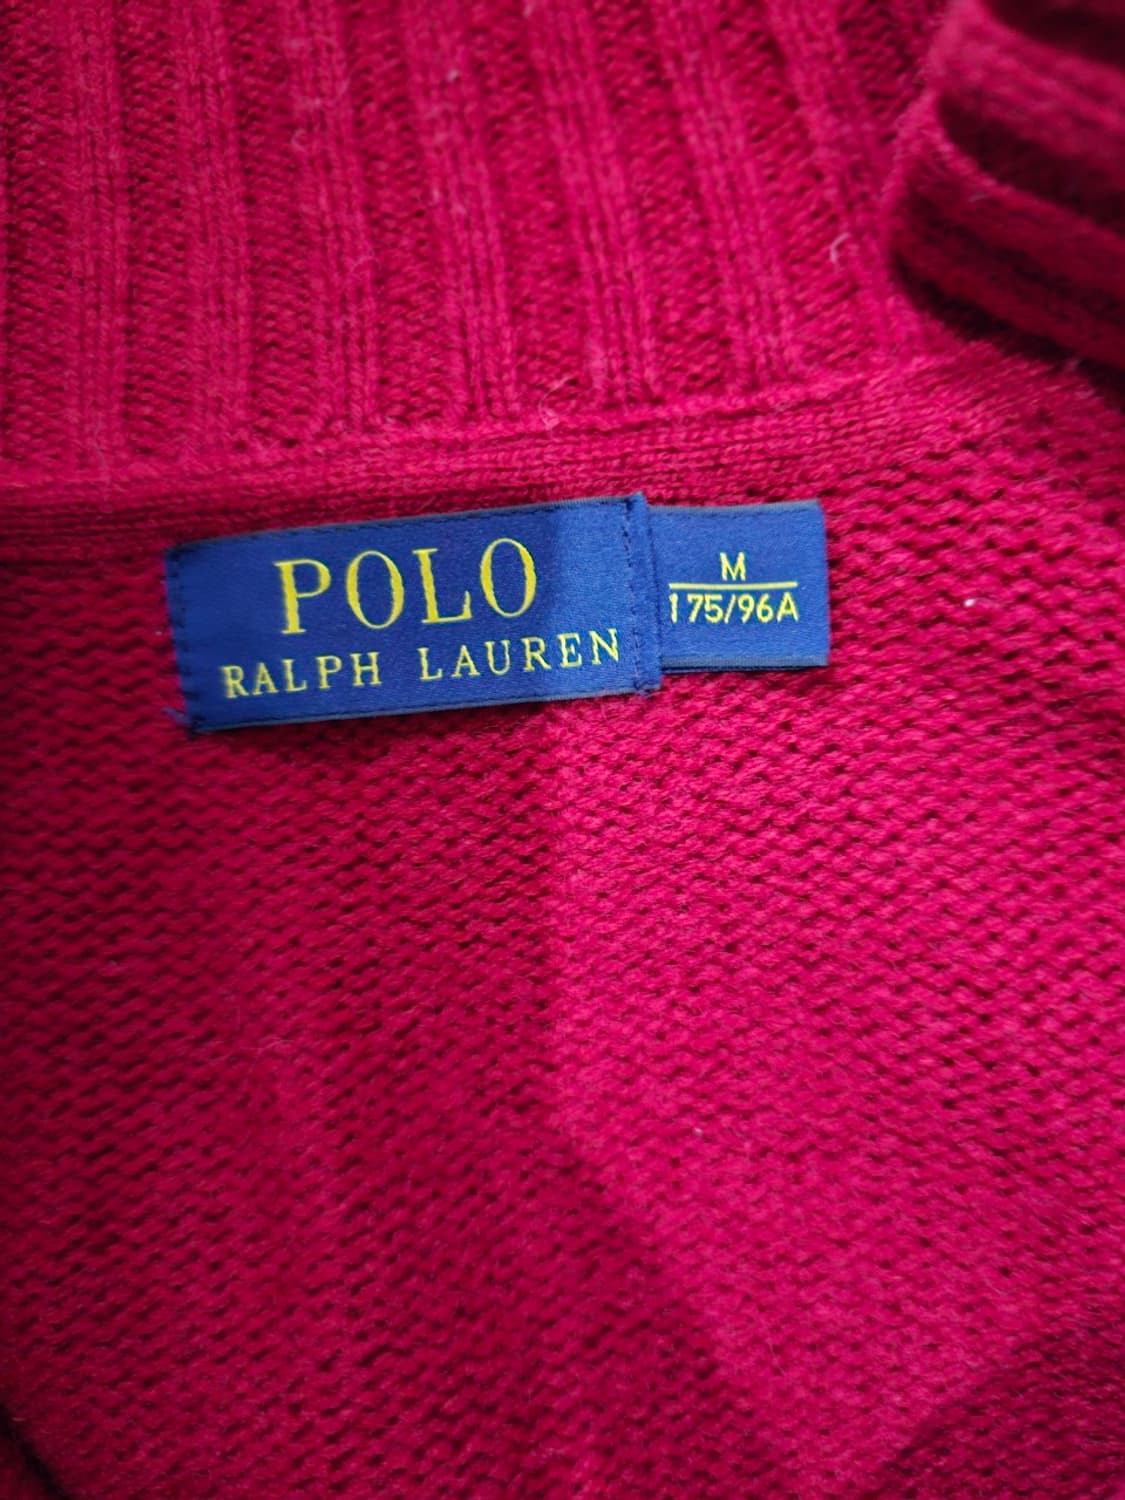 POLO
RALPH LAUREN
M
175/96A